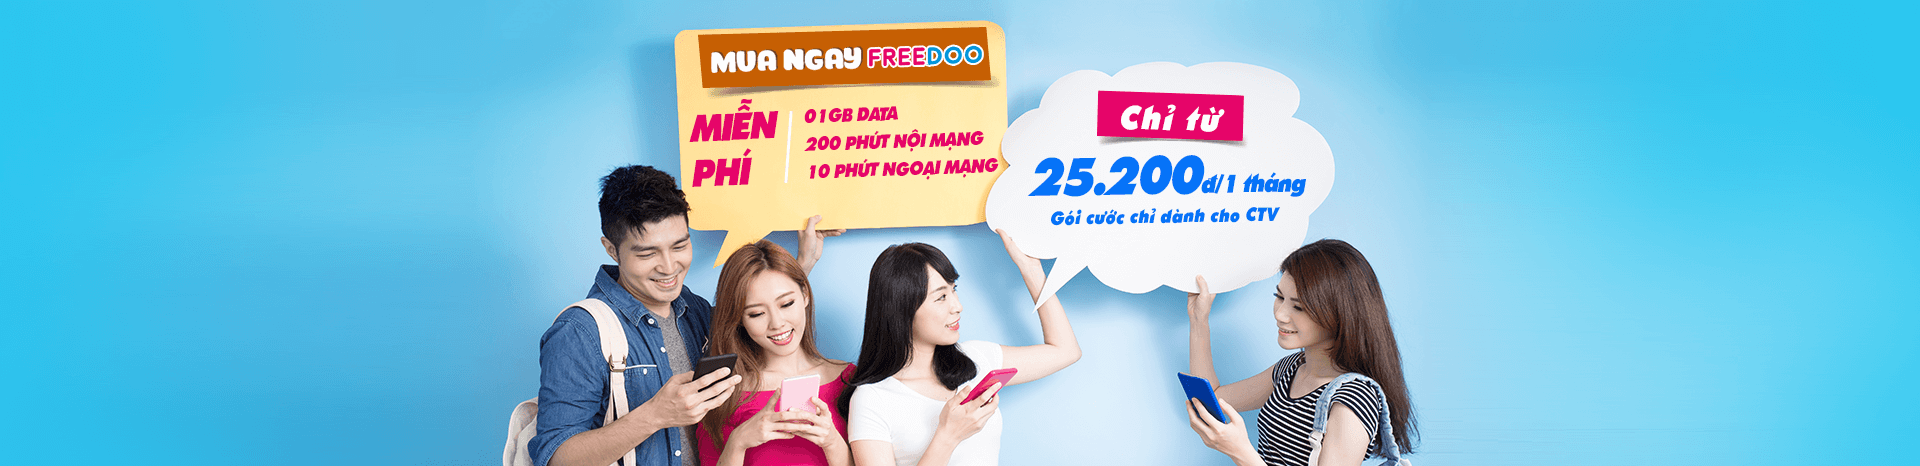 MUA NGAY FREEDOO
MIỄN PHÍ
01GB DATA
200 PHÚT NỘI MẠNG
10 PHÚT NGOẠI MẠNG
Chỉ từ
25.200đ/1 tháng
Gói cước chỉ dành cho CTV